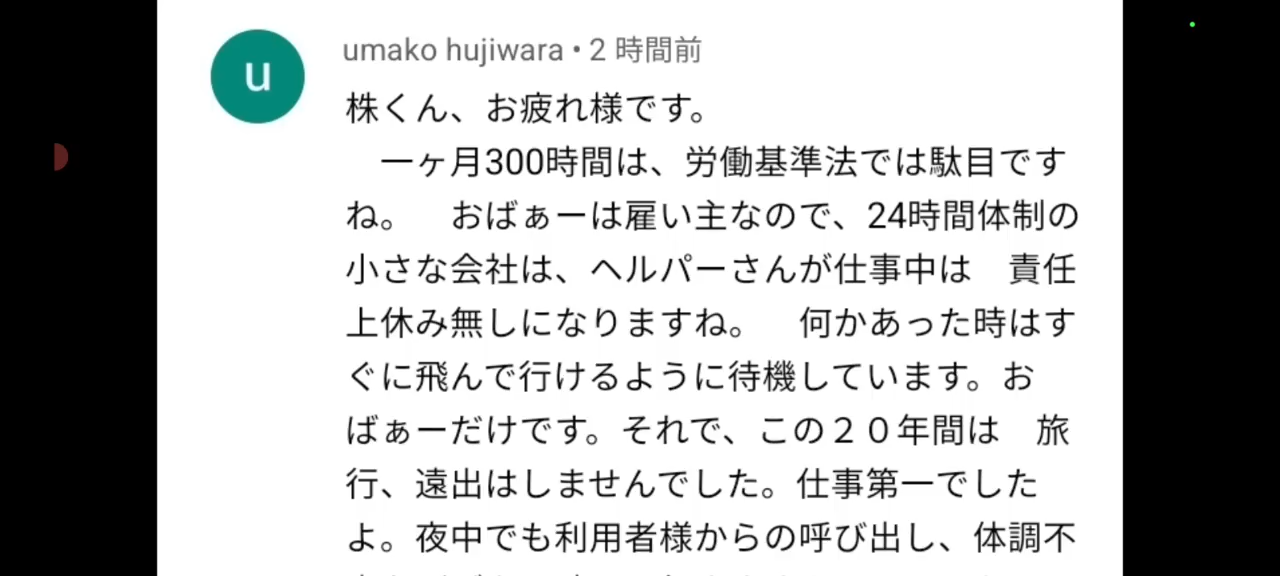 u
umako hujiwara • 2 時間前
株くん、お疲れ様です。
　一ヶ月300時間は、労働基準法では駄目です
ね。　おばぁーは雇い主なので、24時間体制の
小さな会社は、ヘルパーさんが仕事中は　責任
上休み無しになりますね。　何かあった時はす
ぐに飛んで行けるように待機しています。お
ばぁーだけです。それで、この２０年間は　旅
行、遠出はしませんでした。仕事第一でした
よ。夜中でも利用者様からの呼び出し、体調不